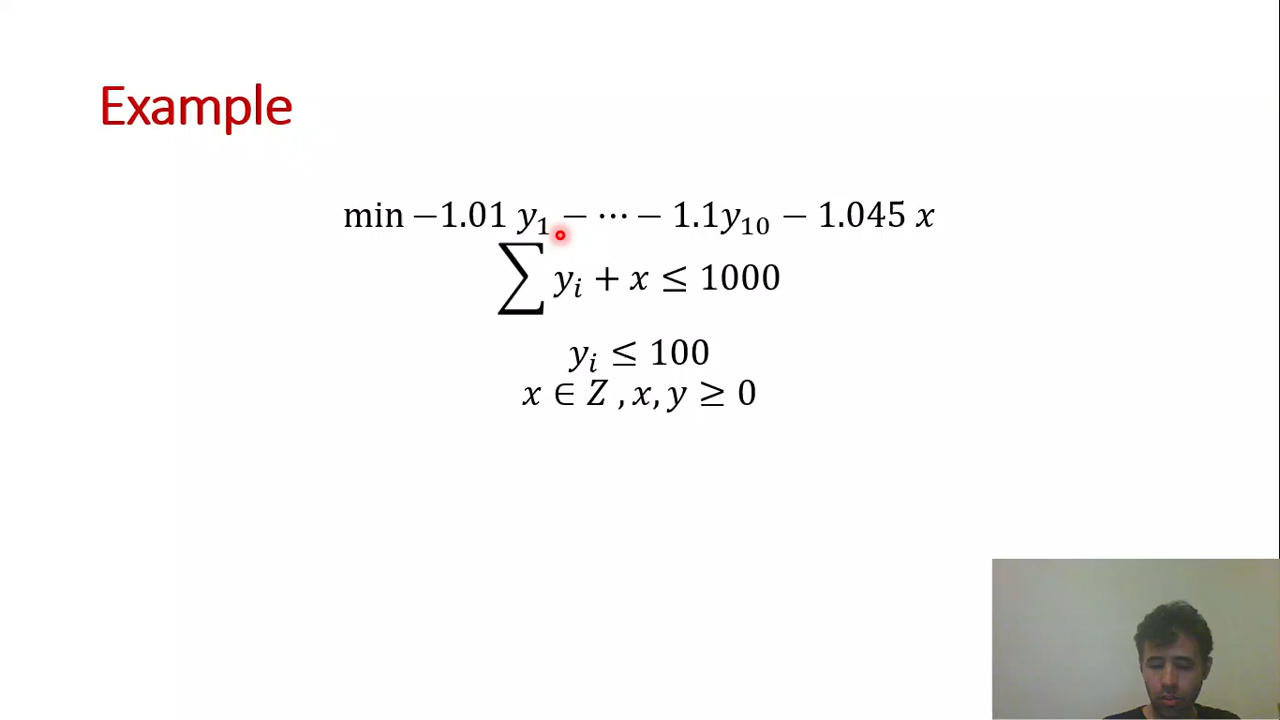 Example
min −1.01 y₁ − ⋯ − 1.1y₁₀ − 1.045 x
∑ yᵢ + x ≤ 1000
yᵢ ≤ 100
x ∈ Z , x, y ≥ 0